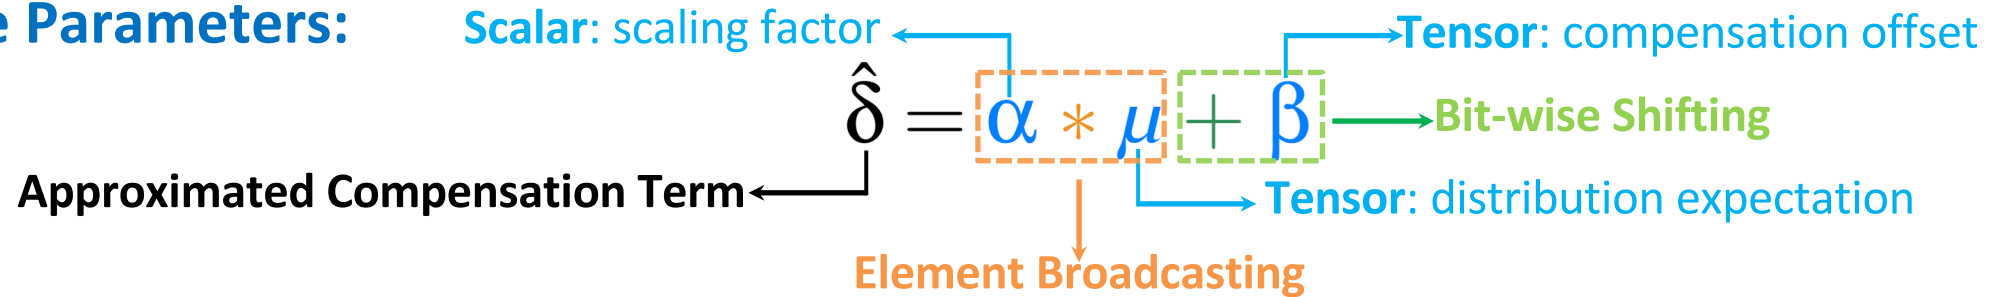 e Parameters:
Scalar: scaling factor
Tensor: compensation offset
δ̂ = α * μ + β
Bit-wise Shifting
Approximated Compensation Term
Tensor: distribution expectation
Element Broadcasting